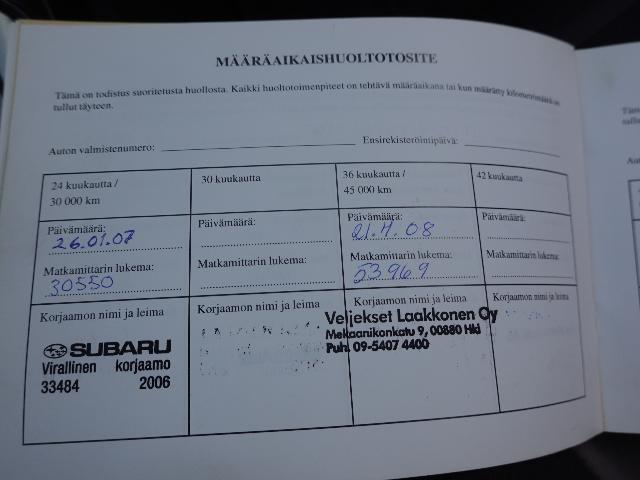 MÄÄRÄAIKAISHUOLTOTOSITE
Tämä on todistus suoritetusta huollosta. Kaikki huoltotoimenpiteet on tehtävä määräaikana tai kun määrätty kilometrimäärä on
tullut täyteen.
Auton valmistenumero: Ensirekisteröintipäivä:
24 kuukautta /
30 000 km
30 kuukautta
36 kuukautta /
45 000 km
42 kuukautta
Päivämäärä:
26.01.07
Päivämäärä:
Päivämäärä:
21.4.08
Päivämäärä:
Matkamittarin lukema:
30550
Matkamittarin lukema:
Matkamittarin lukema:
53969
Matkamittarin lukema:
Korjaamon nimi ja leima
SUBARU
Virallinen korjaamo
33484 2006
Korjaamon nimi ja leima
Korjaamon nimi ja leima
Veljekset Laakkonen Oy
Mekaanikonkatu 9, 00880 Hki
Puh. 09-5407 4400
Korjaamon nimi ja leima